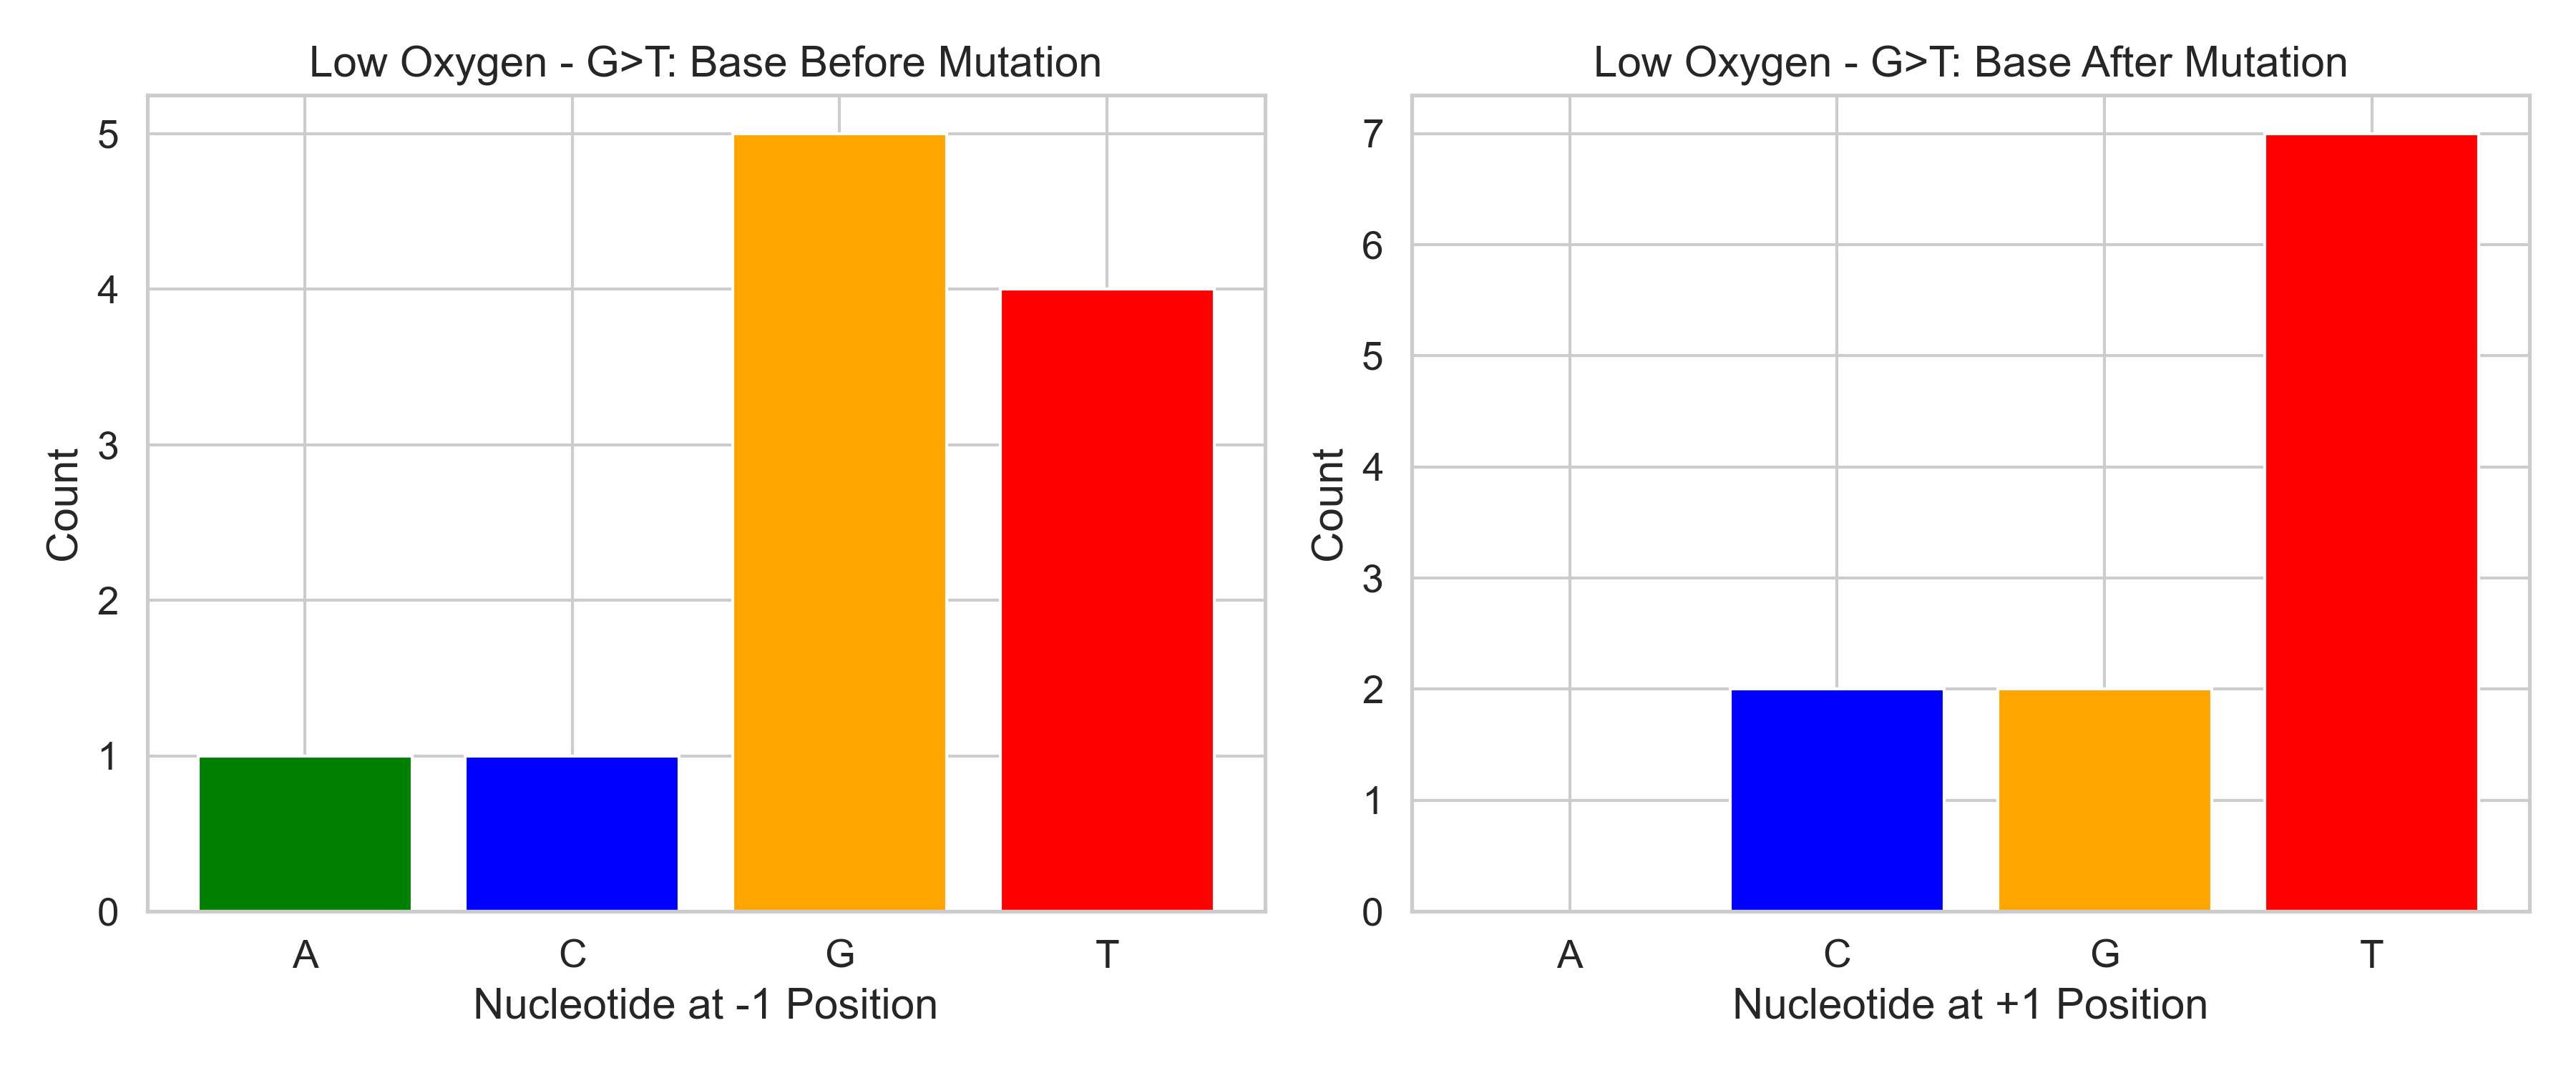 Low Oxygen - G>T: Base Before Mutation
5
4
3
2
1
0
Count
A C G T
Nucleotide at -1 Position
Low Oxygen - G>T: Base After Mutation
7
6
5
4
3
2
1
0
Count
A C G T
Nucleotide at +1 Position